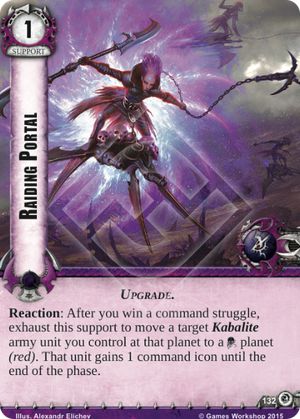 1
SUPPORT
RAIDING PORTAL
UPGRADE.
Reaction: After you win a command struggle,
exhaust this support to move a target Kabalite
army unit you control at that planet to a planet
(red). That unit gains 1 command icon until the
end of the phase.
132
Illus. Alexandr Elichev
© Games Workshop 2015